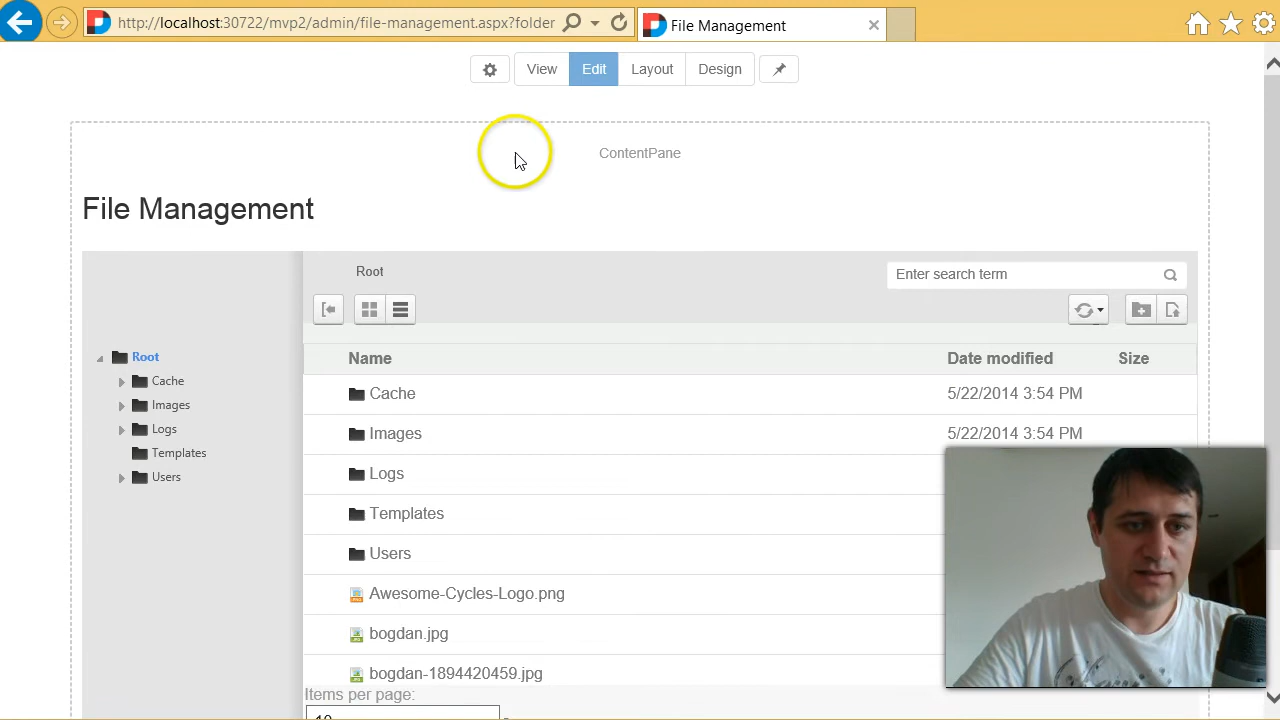 http://localhost:30722/mvp2/admin/file-management.aspx?folder
File Management
View Edit Layout Design
ContentPane
File Management
Root
Enter search term
Root
Cache
Images
Logs
Templates
Users
Name Date modified Size
Cache 5/22/2014 3:54 PM
Images 5/22/2014 3:54 PM
Logs
Templates
Users
Awesome-Cycles-Logo.png
bogdan.jpg
bogdan-1894420459.jpg
Items per page:
10